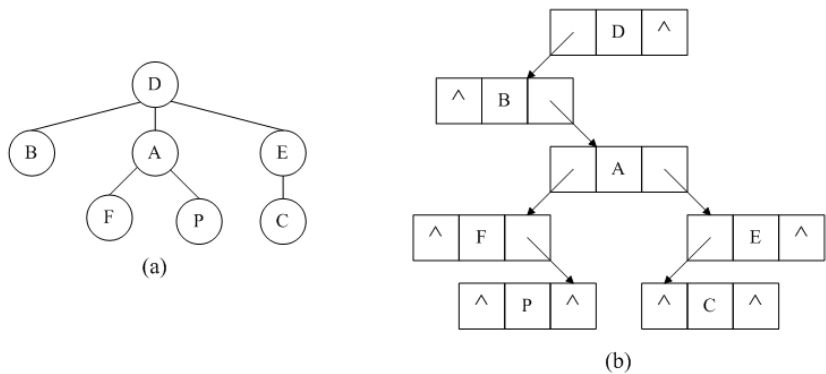 D
B A E
F P C
(a)
D ^
^ B
A
^ F E ^
^ P ^ ^ C ^
(b)